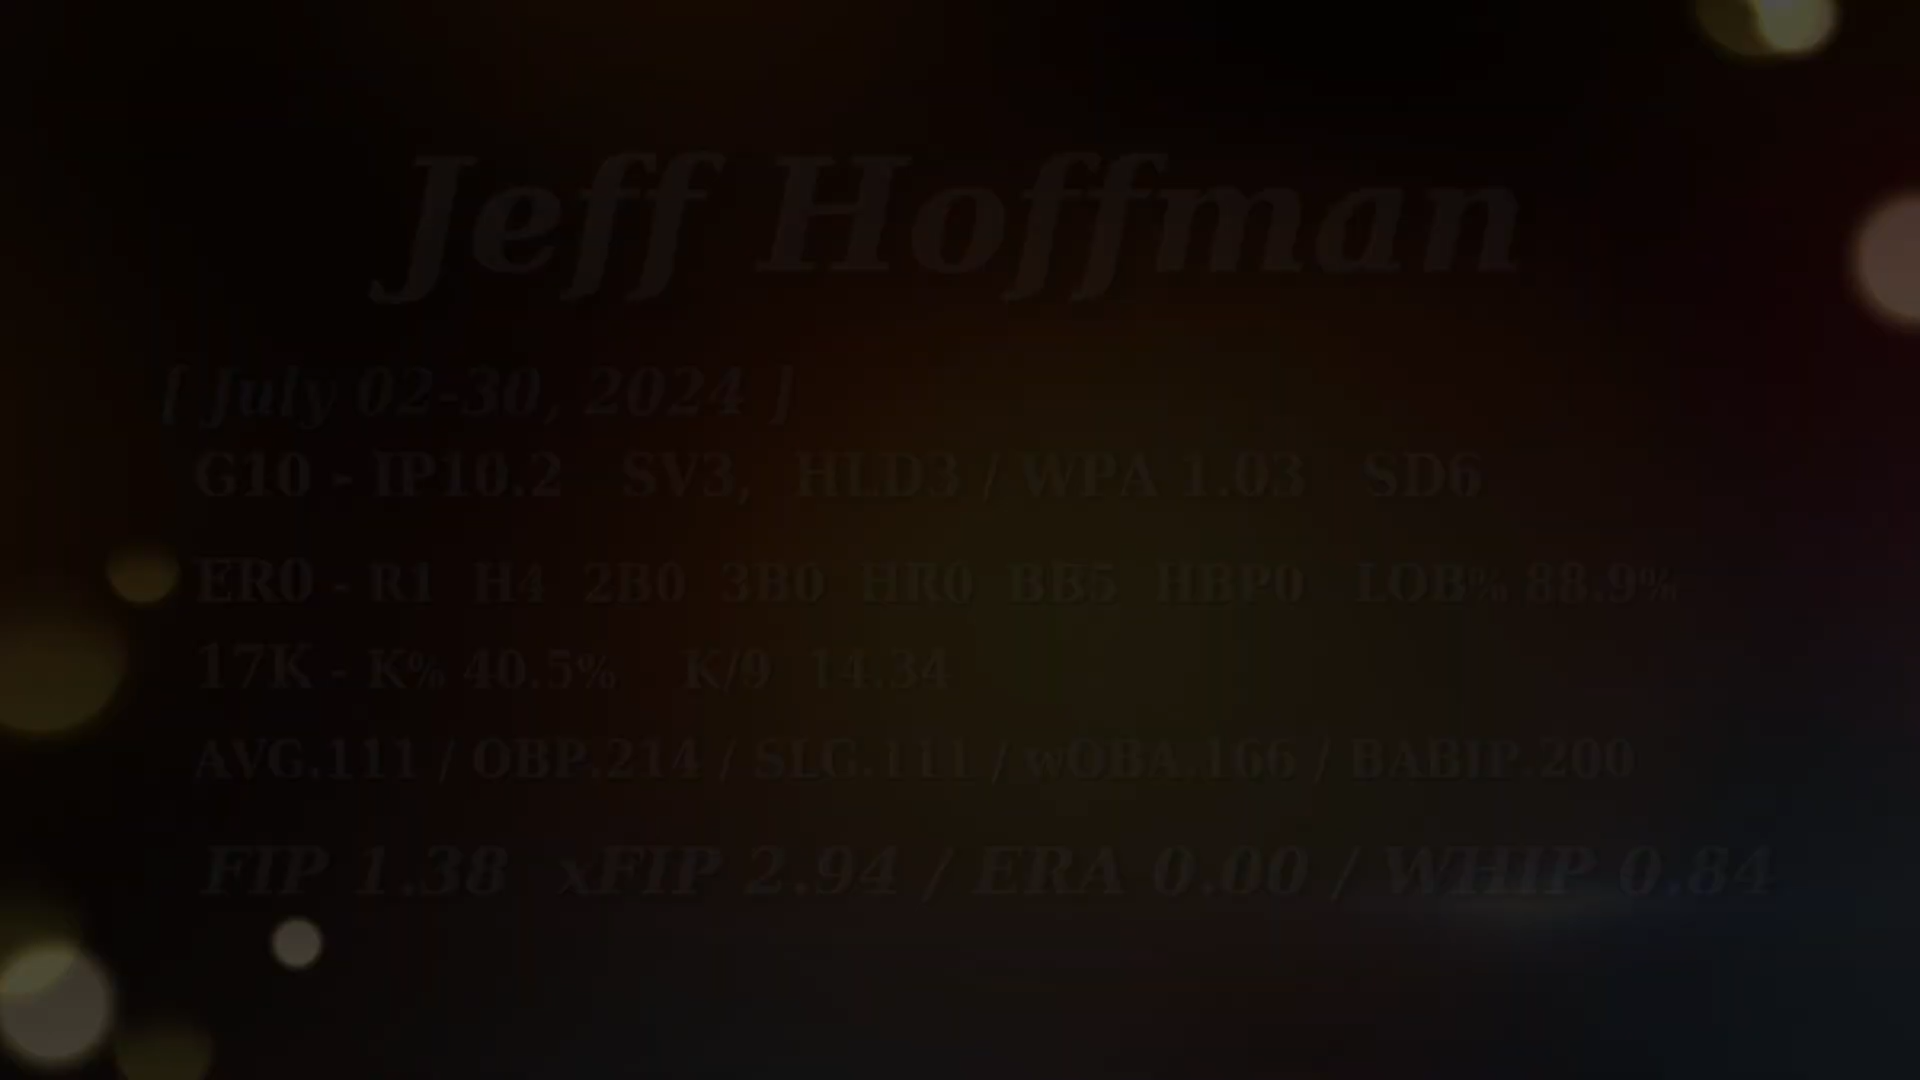 Jeff Hoffman
[ July 02-30, 2024 ]
G10 - IP10.2 SV3, HLD3 / WPA 1.03 SD6
ER0 - R1 H4 2B0 3B0 HR0 BB5 HBP0 LOB% 88.9%
17K - K% 40.5% K/9 14.34
AVG.111 / OBP.214 / SLG.111 / wOBA.166 / BABIP.200
FIP 1.38 xFIP 2.94 / ERA 0.00 / WHIP 0.84